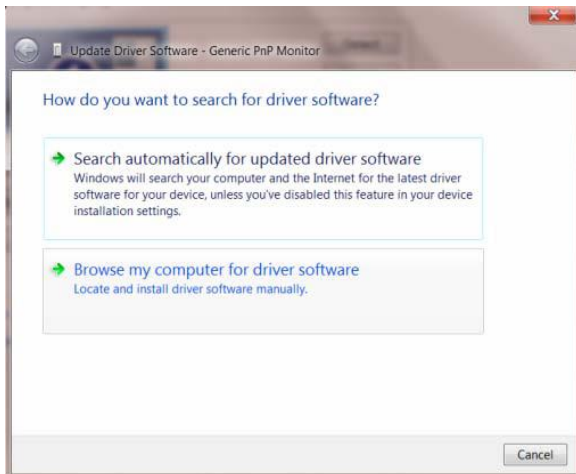 Update Driver Software - Generic PnP Monitor
How do you want to search for driver software?
Search automatically for updated driver software
Windows will search your computer and the Internet for the latest driver
software for your device, unless you've disabled this feature in your device
installation settings.
Browse my computer for driver software
Locate and install driver software manually.
Cancel